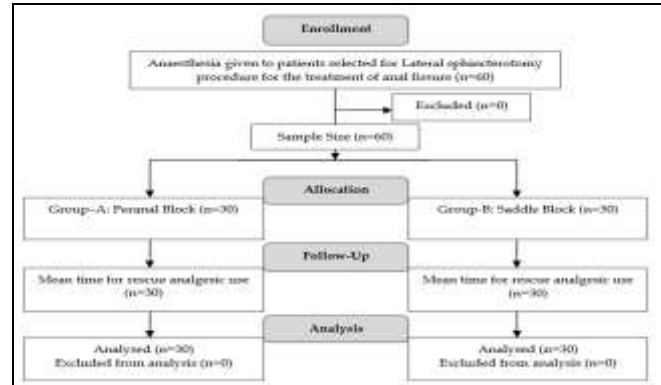 Enrollment
Anaesthesia given to patients selected for Lateral sphincterotomy
procedure for the treatment of anal fissure (n=60)
Excluded (n=0)
Sample Size (n=60)
Allocation
Group-A: Peranal Block (n=30)
Group-B: Saddle Block (n=30)
Follow-Up
Mean time for rescue analgesic use
(n=30)
Mean time for rescue analgesic use
(n=30)
Analysis
Analyzed (n=30)
Excluded from analysis (n=0)
Analyzed (n=30)
Excluded from analysis (n=0)